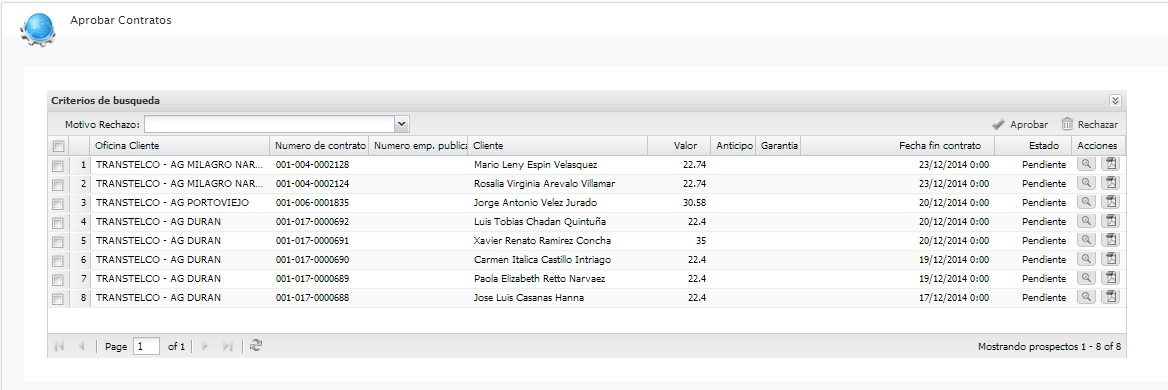 Aprobar Contratos
Criterios de busqueda
Motivo Rechazo: Aprobar Rechazar
Oficina Cliente Numero de contrato Numero emp. publica Cliente Valor Anticipo Garantia Fecha fin contrato Estado Acciones
1 TRANSTELCO - AG MILAGRO NAR... 001-004-0002128 Mario Leny Espin Velasquez 22.74 23/12/2014 0:00 Pendiente
2 TRANSTELCO - AG MILAGRO NAR... 001-004-0002124 Rosalia Virginia Arevalo Villamar 22.74 23/12/2014 0:00 Pendiente
3 TRANSTELCO - AG PORTOVIEJO 001-006-0001835 Jorge Antonio Velez Jurado 30.58 20/12/2014 0:00 Pendiente
4 TRANSTELCO - AG DURAN 001-017-0000692 Luis Tobias Chadan Quintuña 22.4 20/12/2014 0:00 Pendiente
5 TRANSTELCO - AG DURAN 001-017-0000691 Xavier Renato Ramirez Concha 35 20/12/2014 0:00 Pendiente
6 TRANSTELCO - AG DURAN 001-017-0000690 Carmen Italica Castillo Intriago 22.4 19/12/2014 0:00 Pendiente
7 TRANSTELCO - AG DURAN 001-017-0000689 Paola Elizabeth Retto Narvaez 22.4 19/12/2014 0:00 Pendiente
8 TRANSTELCO - AG DURAN 001-017-0000688 Jose Luis Casanas Hanna 22.4 17/12/2014 0:00 Pendiente
Page 1 of 1 Mostrando prospectos 1 - 8 of 8